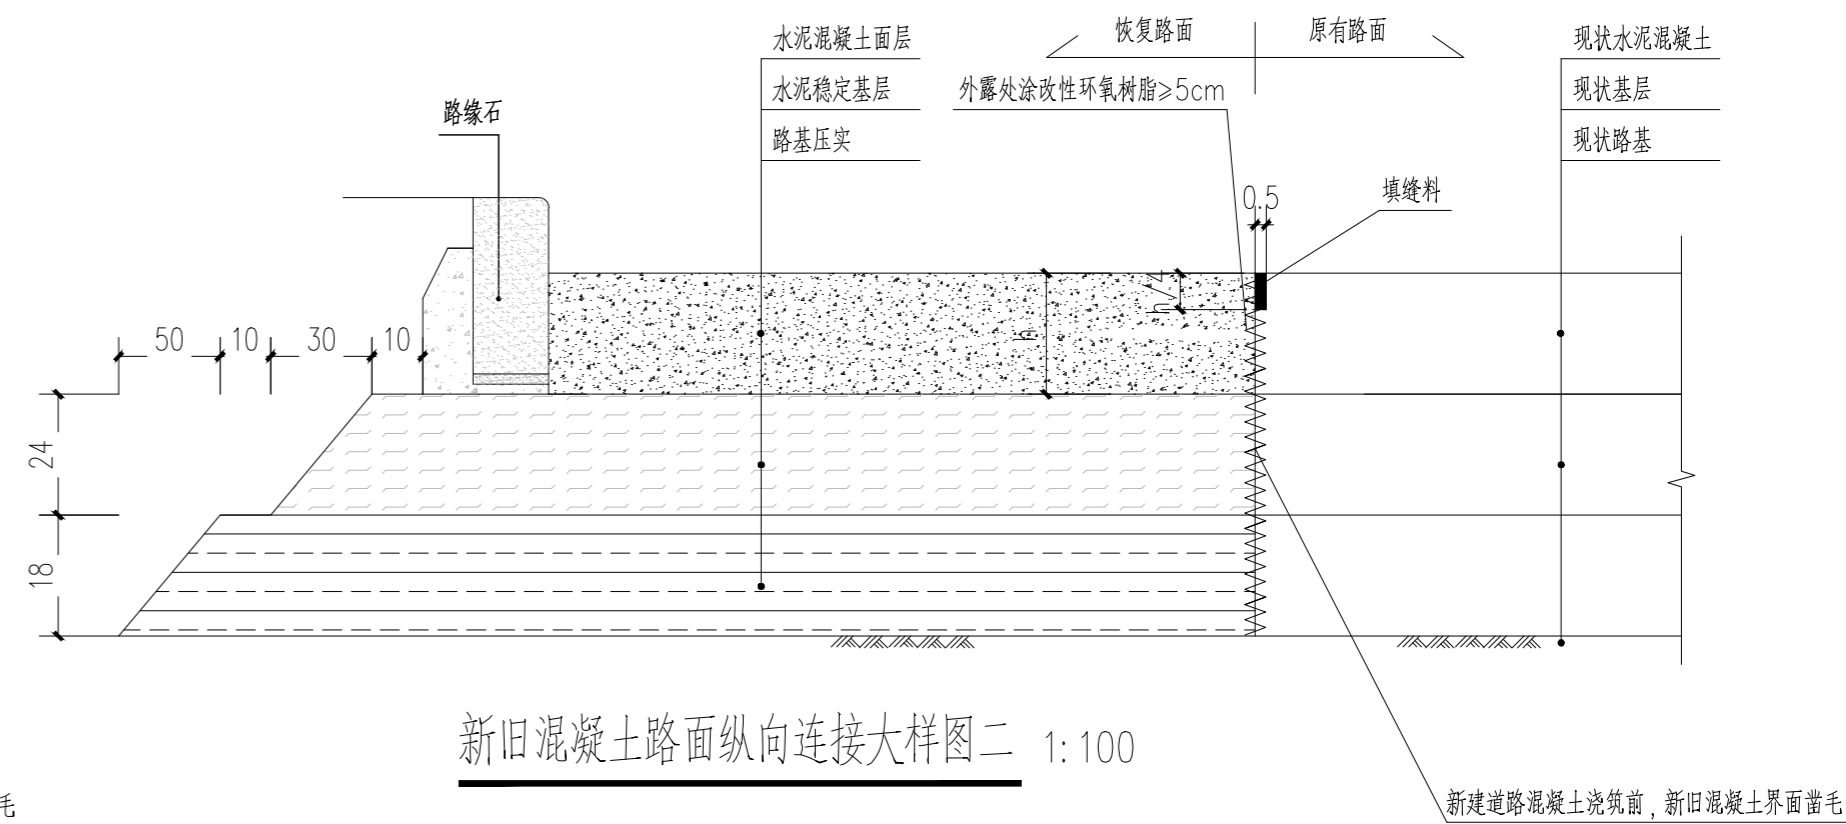 恢复路面
原有路面
水泥混凝土面层
水泥稳定基层
路基压实
现状水泥混凝土
现状基层
现状路基
外露处涂改性环氧树脂≥5cm
路缘石
填缝料
0.5
h/4
h
50
10
30
10
24
18
新旧混凝土路面纵向连接大样图二 1:100
新建道路混凝土浇筑前,新旧混凝土界面凿毛
毛